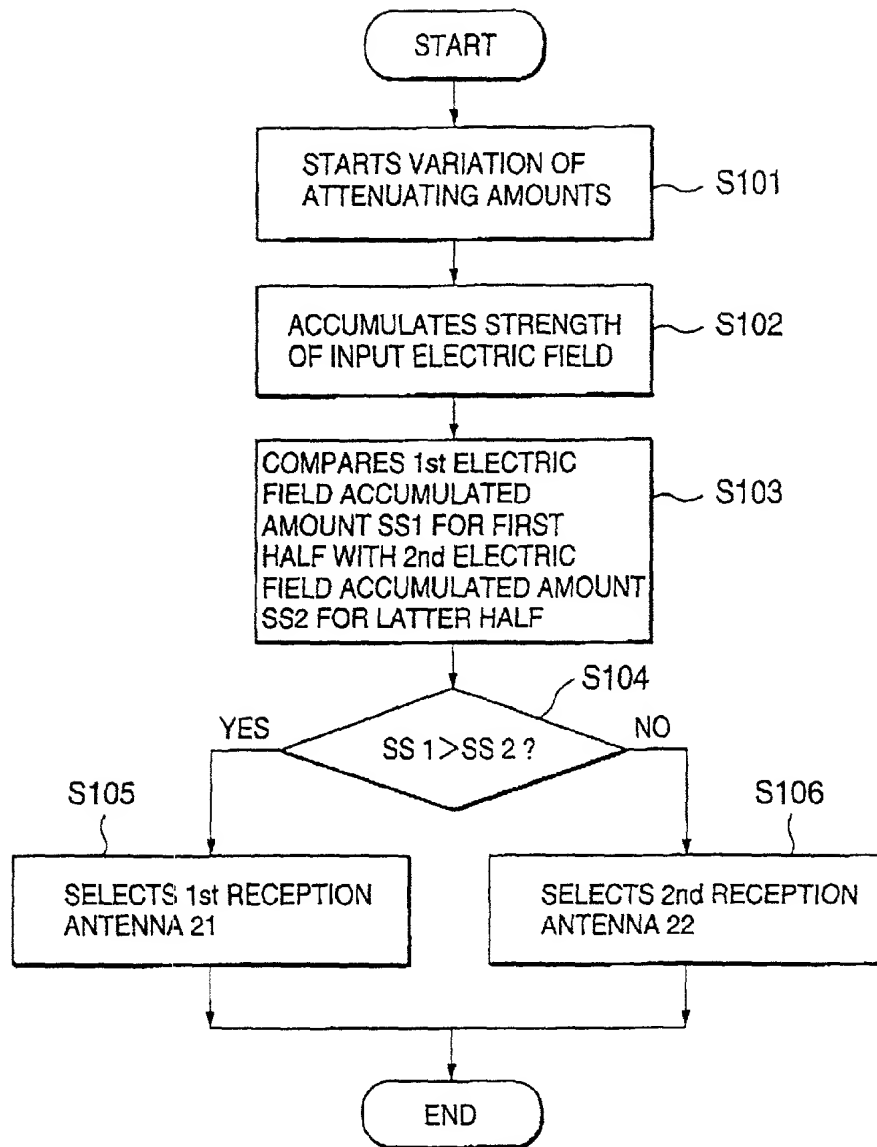 START
STARTS VARIATION OF
ATTENUATING AMOUNTS
S101
ACCUMULATES STRENGTH
OF INPUT ELECTRIC FIELD
S102
COMPARES 1st ELECTRIC
FIELD ACCUMULATED
AMOUNT SS1 FOR FIRST
HALF WITH 2nd ELECTRIC
FIELD ACCUMULATED AMOUNT
SS2 FOR LATTER HALF
S103
S104
YES
SS 1>SS 2 ?
NO
S105
SELECTS 1st RECEPTION
ANTENNA 21
S106
SELECTS 2nd RECEPTION
ANTENNA 22
END